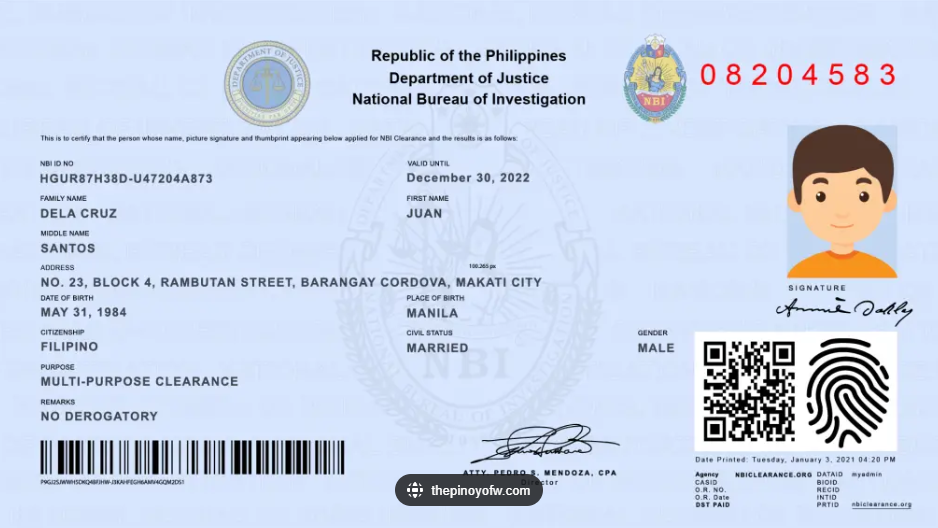 Republic of the Philippines
Department of Justice
National Bureau of Investigation
DEPARTMENT OF JUSTICE
NBI
08204583
This is to certify that the person whose name, picture signature and thumbprint appearing below applied for NBI Clearance and the results is as follows:
NBI ID NO
HGUR87H38D-U47204A873
VALID UNTIL
December 30, 2022
FAMILY NAME
DELA CRUZ
FIRST NAME
JUAN
MIDDLE NAME
SANTOS
ADDRESS
NO. 23, BLOCK 4, RAMBUTAN STREET, BARANGAY CORDOVA, MAKATI CITY
DATE OF BIRTH
MAY 31, 1984
PLACE OF BIRTH
MANILA
CITIZENSHIP
FILIPINO
CIVIL STATUS
MARRIED
GENDER
MALE
PURPOSE
MULTI-PURPOSE CLEARANCE
REMARKS
NO DEROGATORY
SIGNATURE
NBI
Date Printed: Tuesday, January 3, 2021 04:20 PM
Agency NBICLEARANCE.ORG DATAID myadmin
CASID BIOID
O.R. NO. RECID
O.R. Date INTID
DST PAID PRTID nbiclearance.org
ATTY. PEDRO S. MENDOZA, CPA
Director
thepinoyofw.com